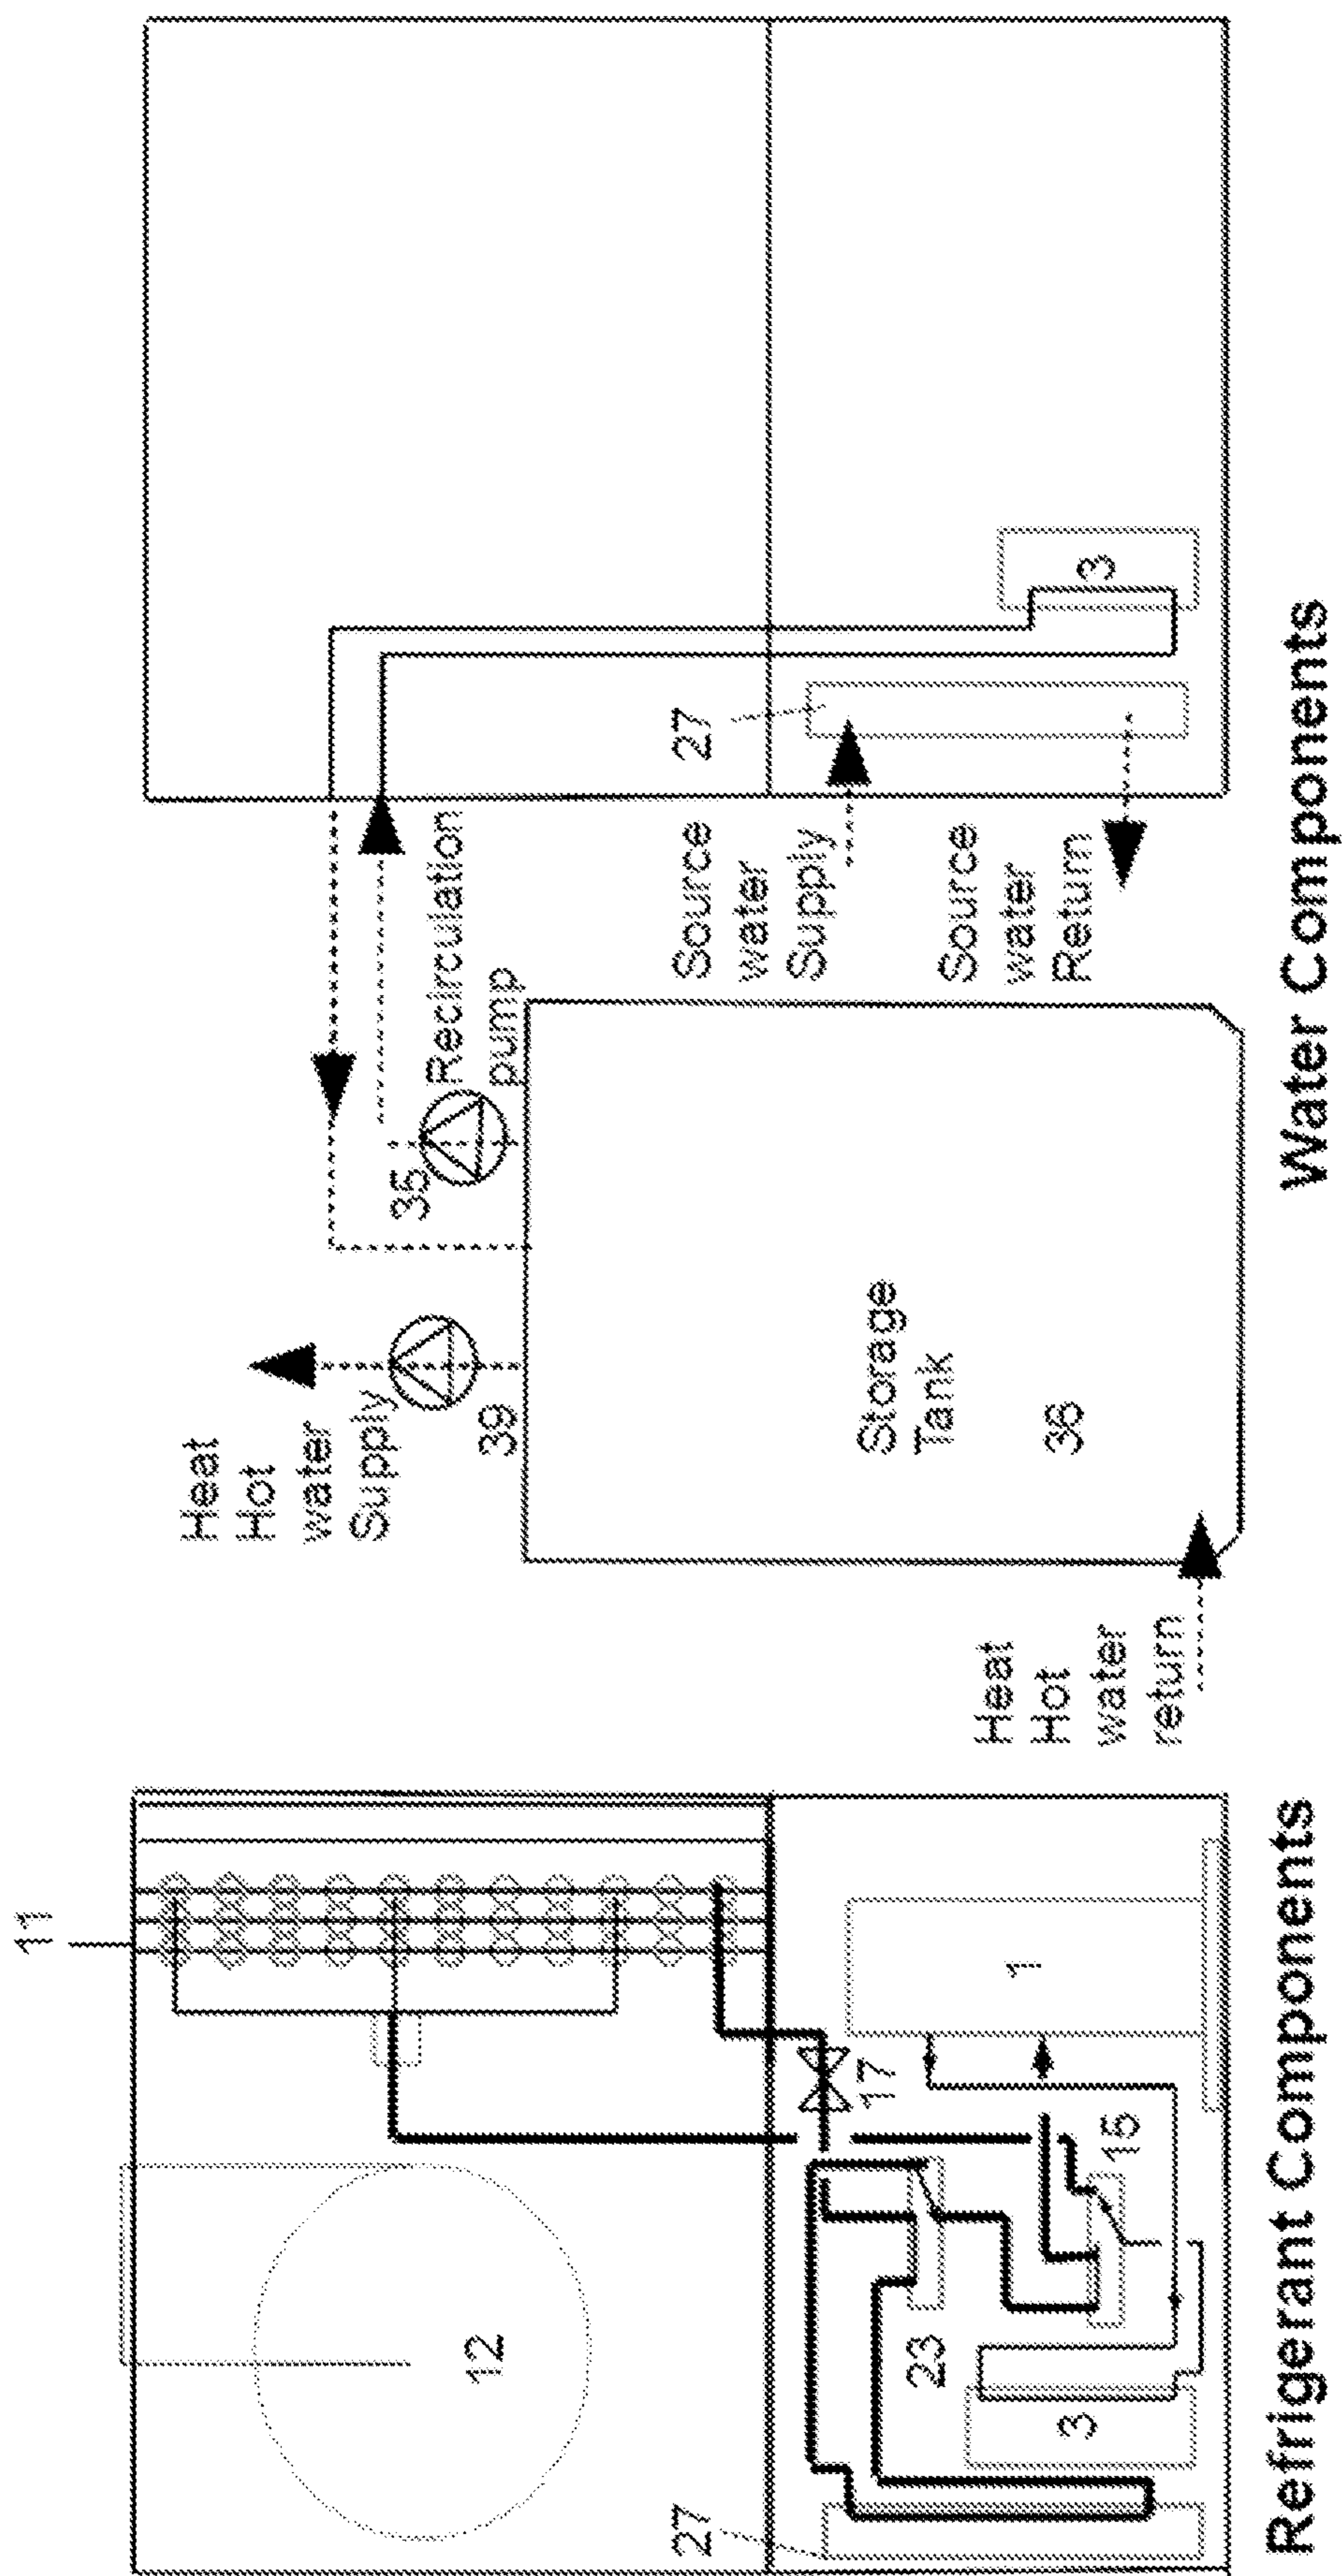 11
12
27
23
3
15
17
1
Refrigerant Components
Heat
Hot
water
Supply
39
35
Recirculation
pump
Storage
Tank
36
Heat
Hot
water
return
27
Source
water
Supply
Source
water
Return
3
Water Components